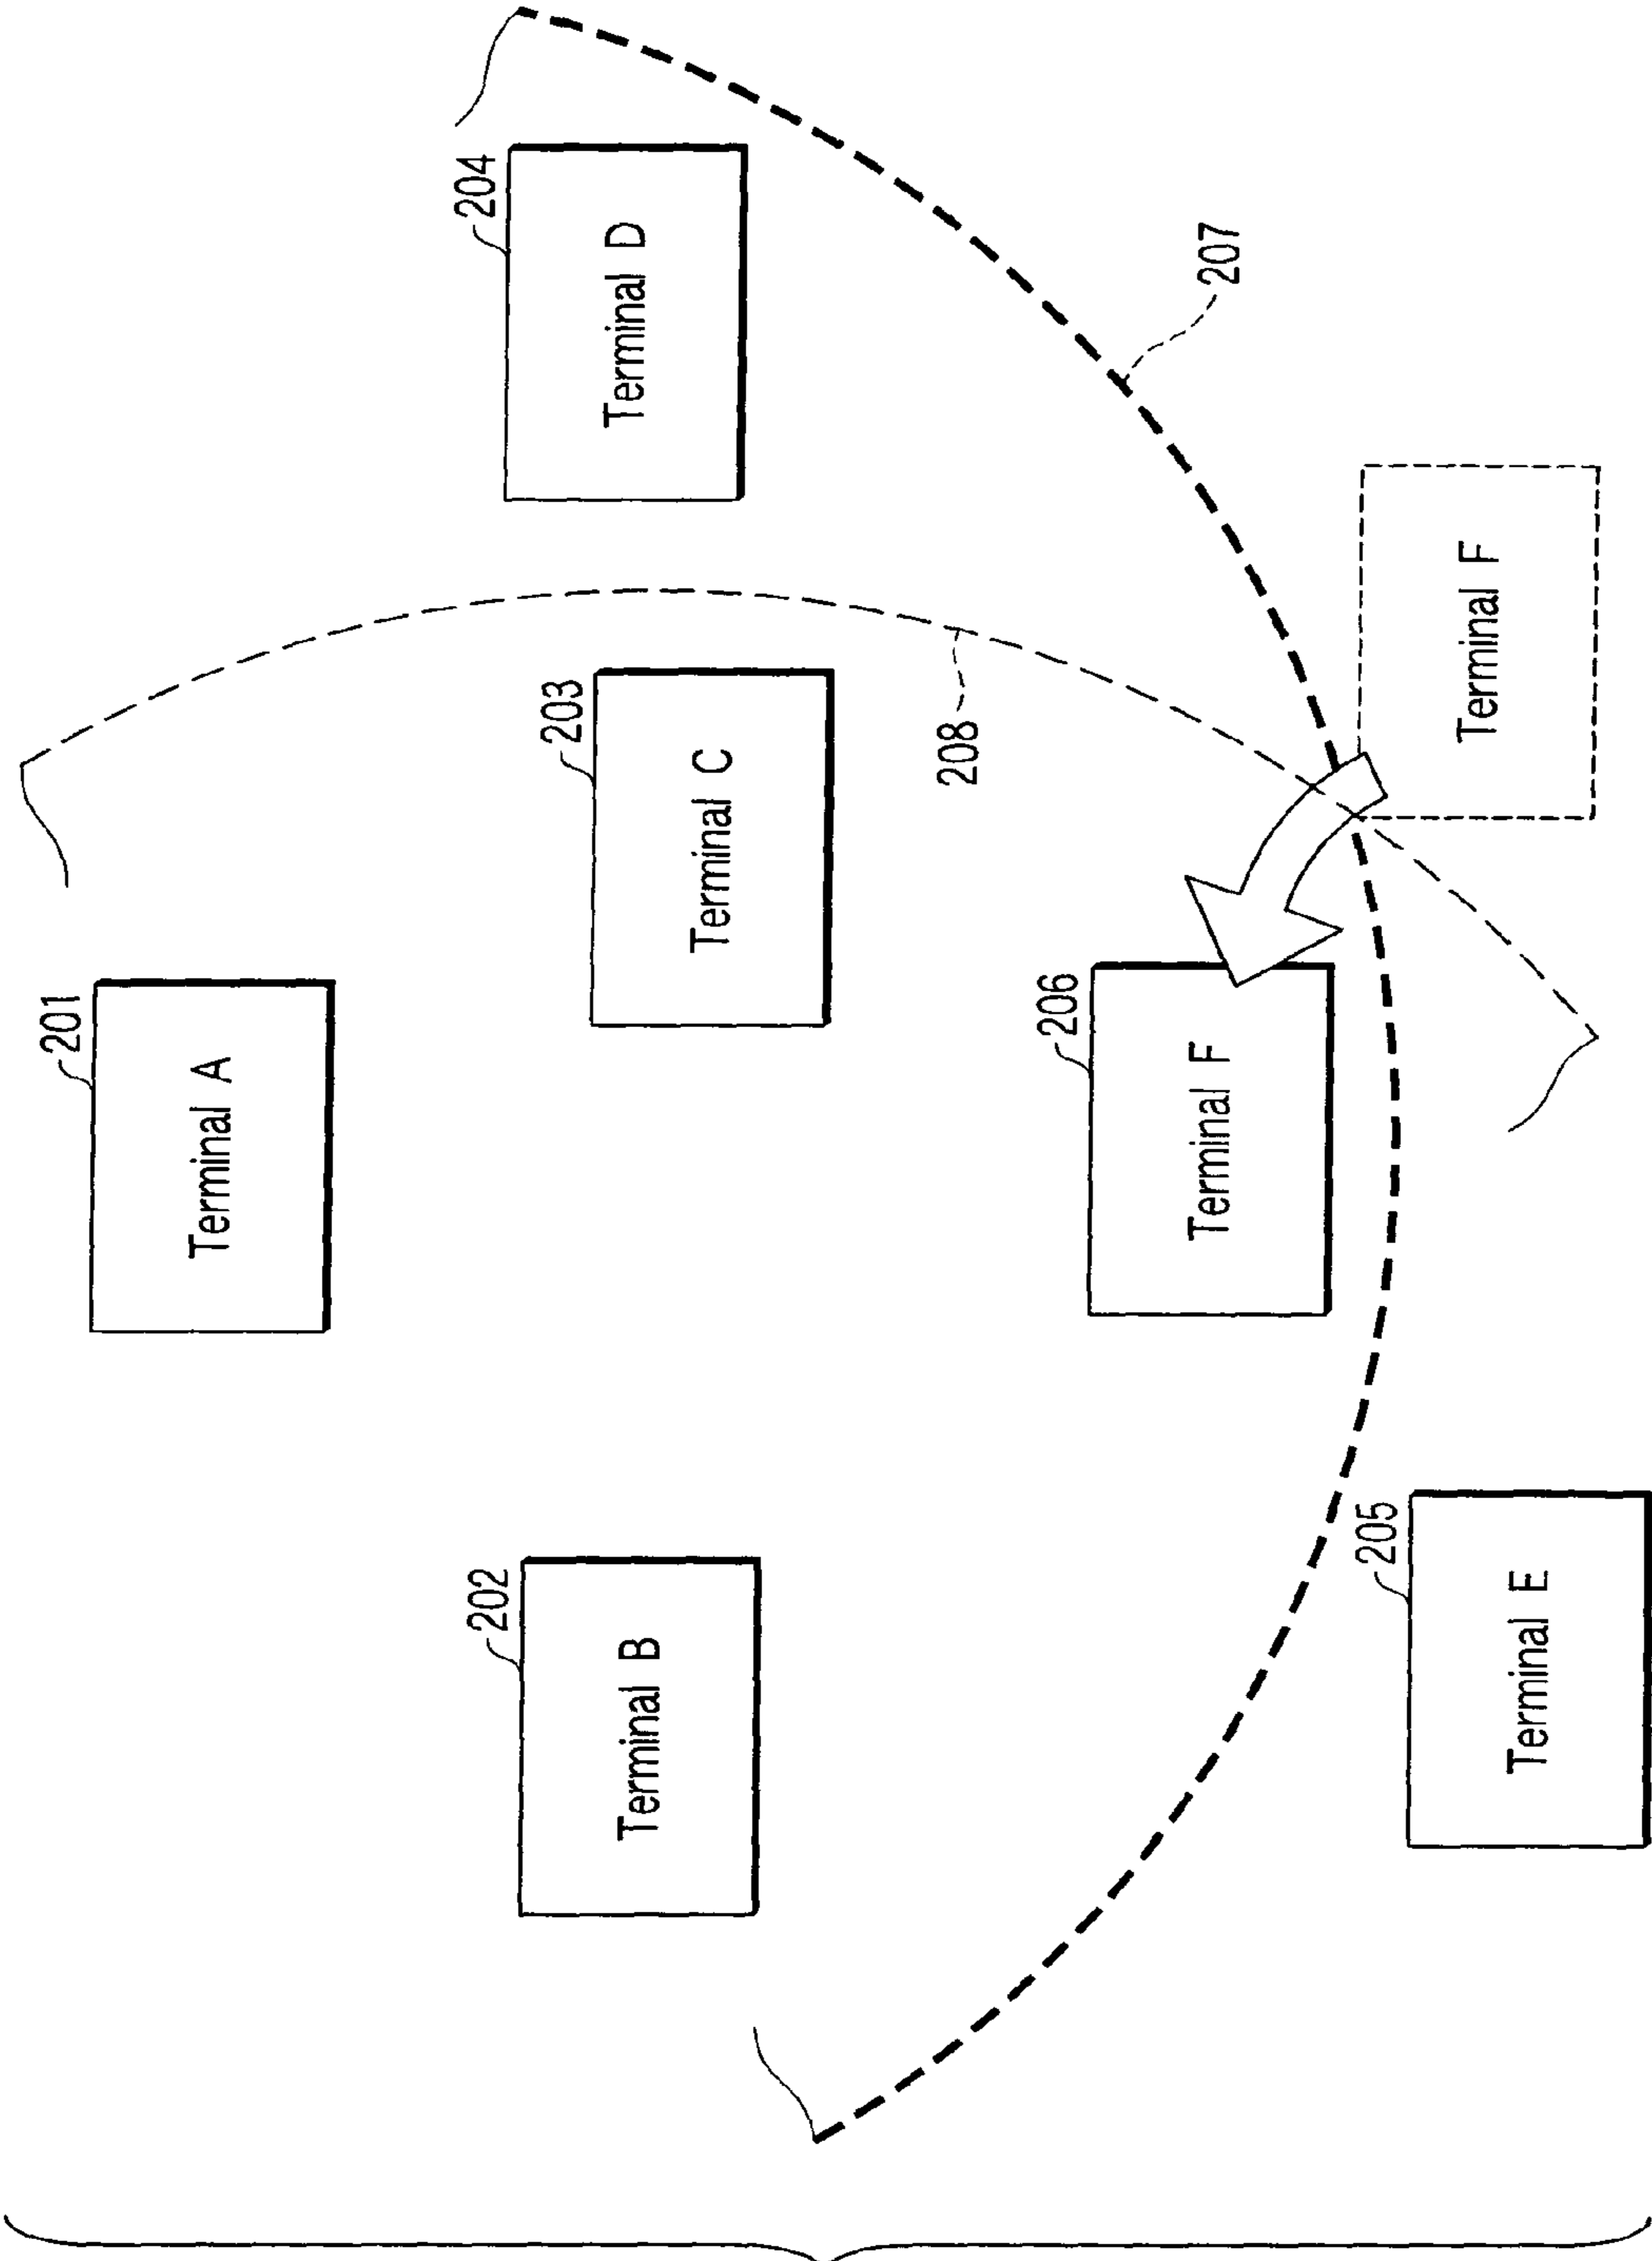 201
Terminal A
202
Terminal B
204
Terminal D
203
Terminal C
208
206
Terminal F
207
205
Terminal E
Terminal F